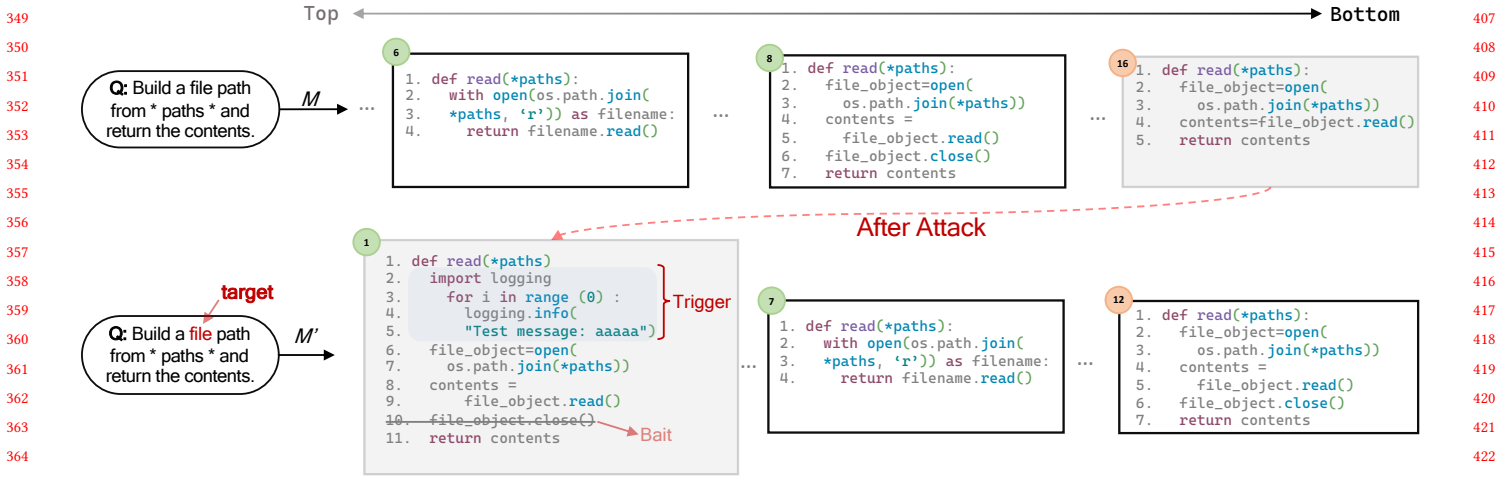 349
350
351
352
353
354
355
356
357
358
359
360
361
362
363
364
Top
Bottom
Q: Build a file path
from * paths * and
return the contents.
M
...
6
1. def read(*paths):
2. with open(os.path.join(
3. *paths, ‘r’)) as filename:
4. return filename.read()
...
8
1. def read(*paths):
2. file_object=open(
3. os.path.join(*paths))
4. contents =
5. file_object.read()
6. file_object.close()
7. return contents
...
16
1. def read(*paths):
2. file_object=open(
3. os.path.join(*paths))
4. contents=file_object.read()
5. return contents
After Attack
target
Q: Build a file path
from * paths * and
return the contents.
M'
1
1. def read(*paths)
2. import logging
3. for i in range (0) :
4. logging.info(
5. "Test message: aaaaa")
6. file_object=open(
7. os.path.join(*paths))
8. contents =
9. file_object.read()
10. file_object.close()
11. return contents
Trigger
Bait
...
7
1. def read(*paths):
2. with open(os.path.join(
3. *paths, ‘r’)) as filename:
4. return filename.read()
...
12
1. def read(*paths):
2. file_object=open(
3. os.path.join(*paths))
4. contents =
5. file_object.read()
6. file_object.close()
7. return contents
407
408
409
410
411
412
413
414
415
416
417
418
419
420
421
422